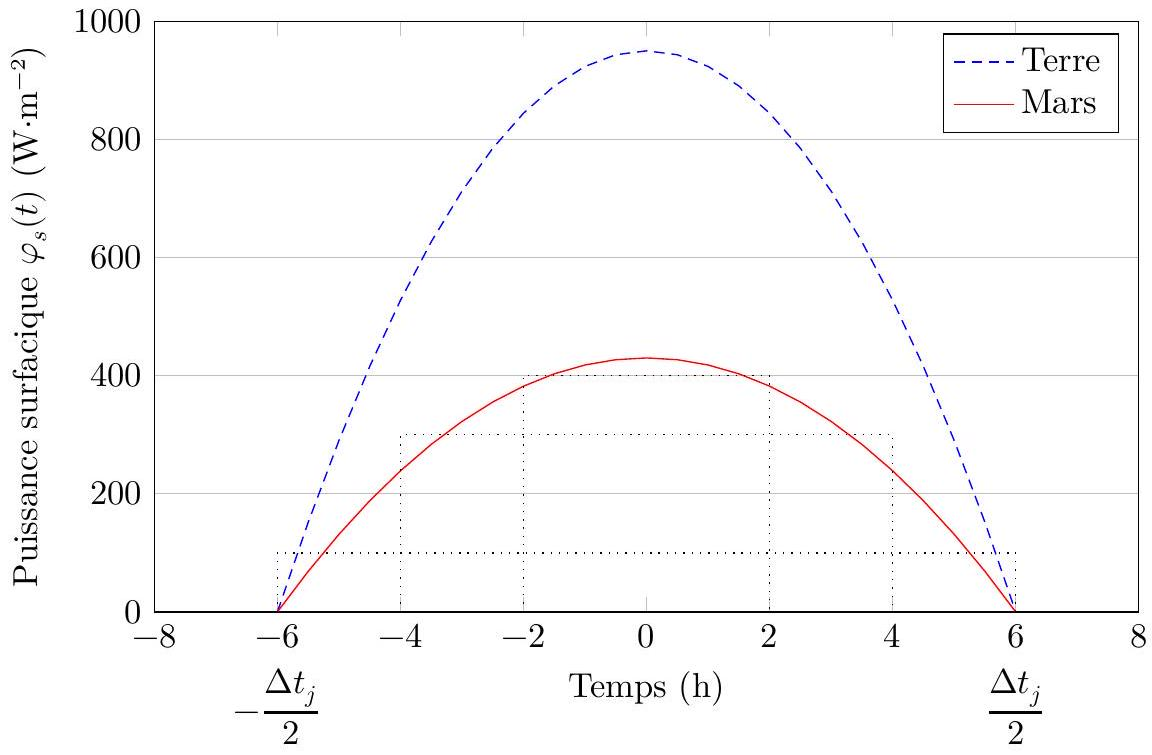 1000
800
600
400
200
0
Puissance surfacique φₛ(t) (W·m⁻²)
Terre
Mars
−8 −6 −4 −2 0 2 4 6 8
−Δtⱼ/2
Temps (h)
Δtⱼ/2